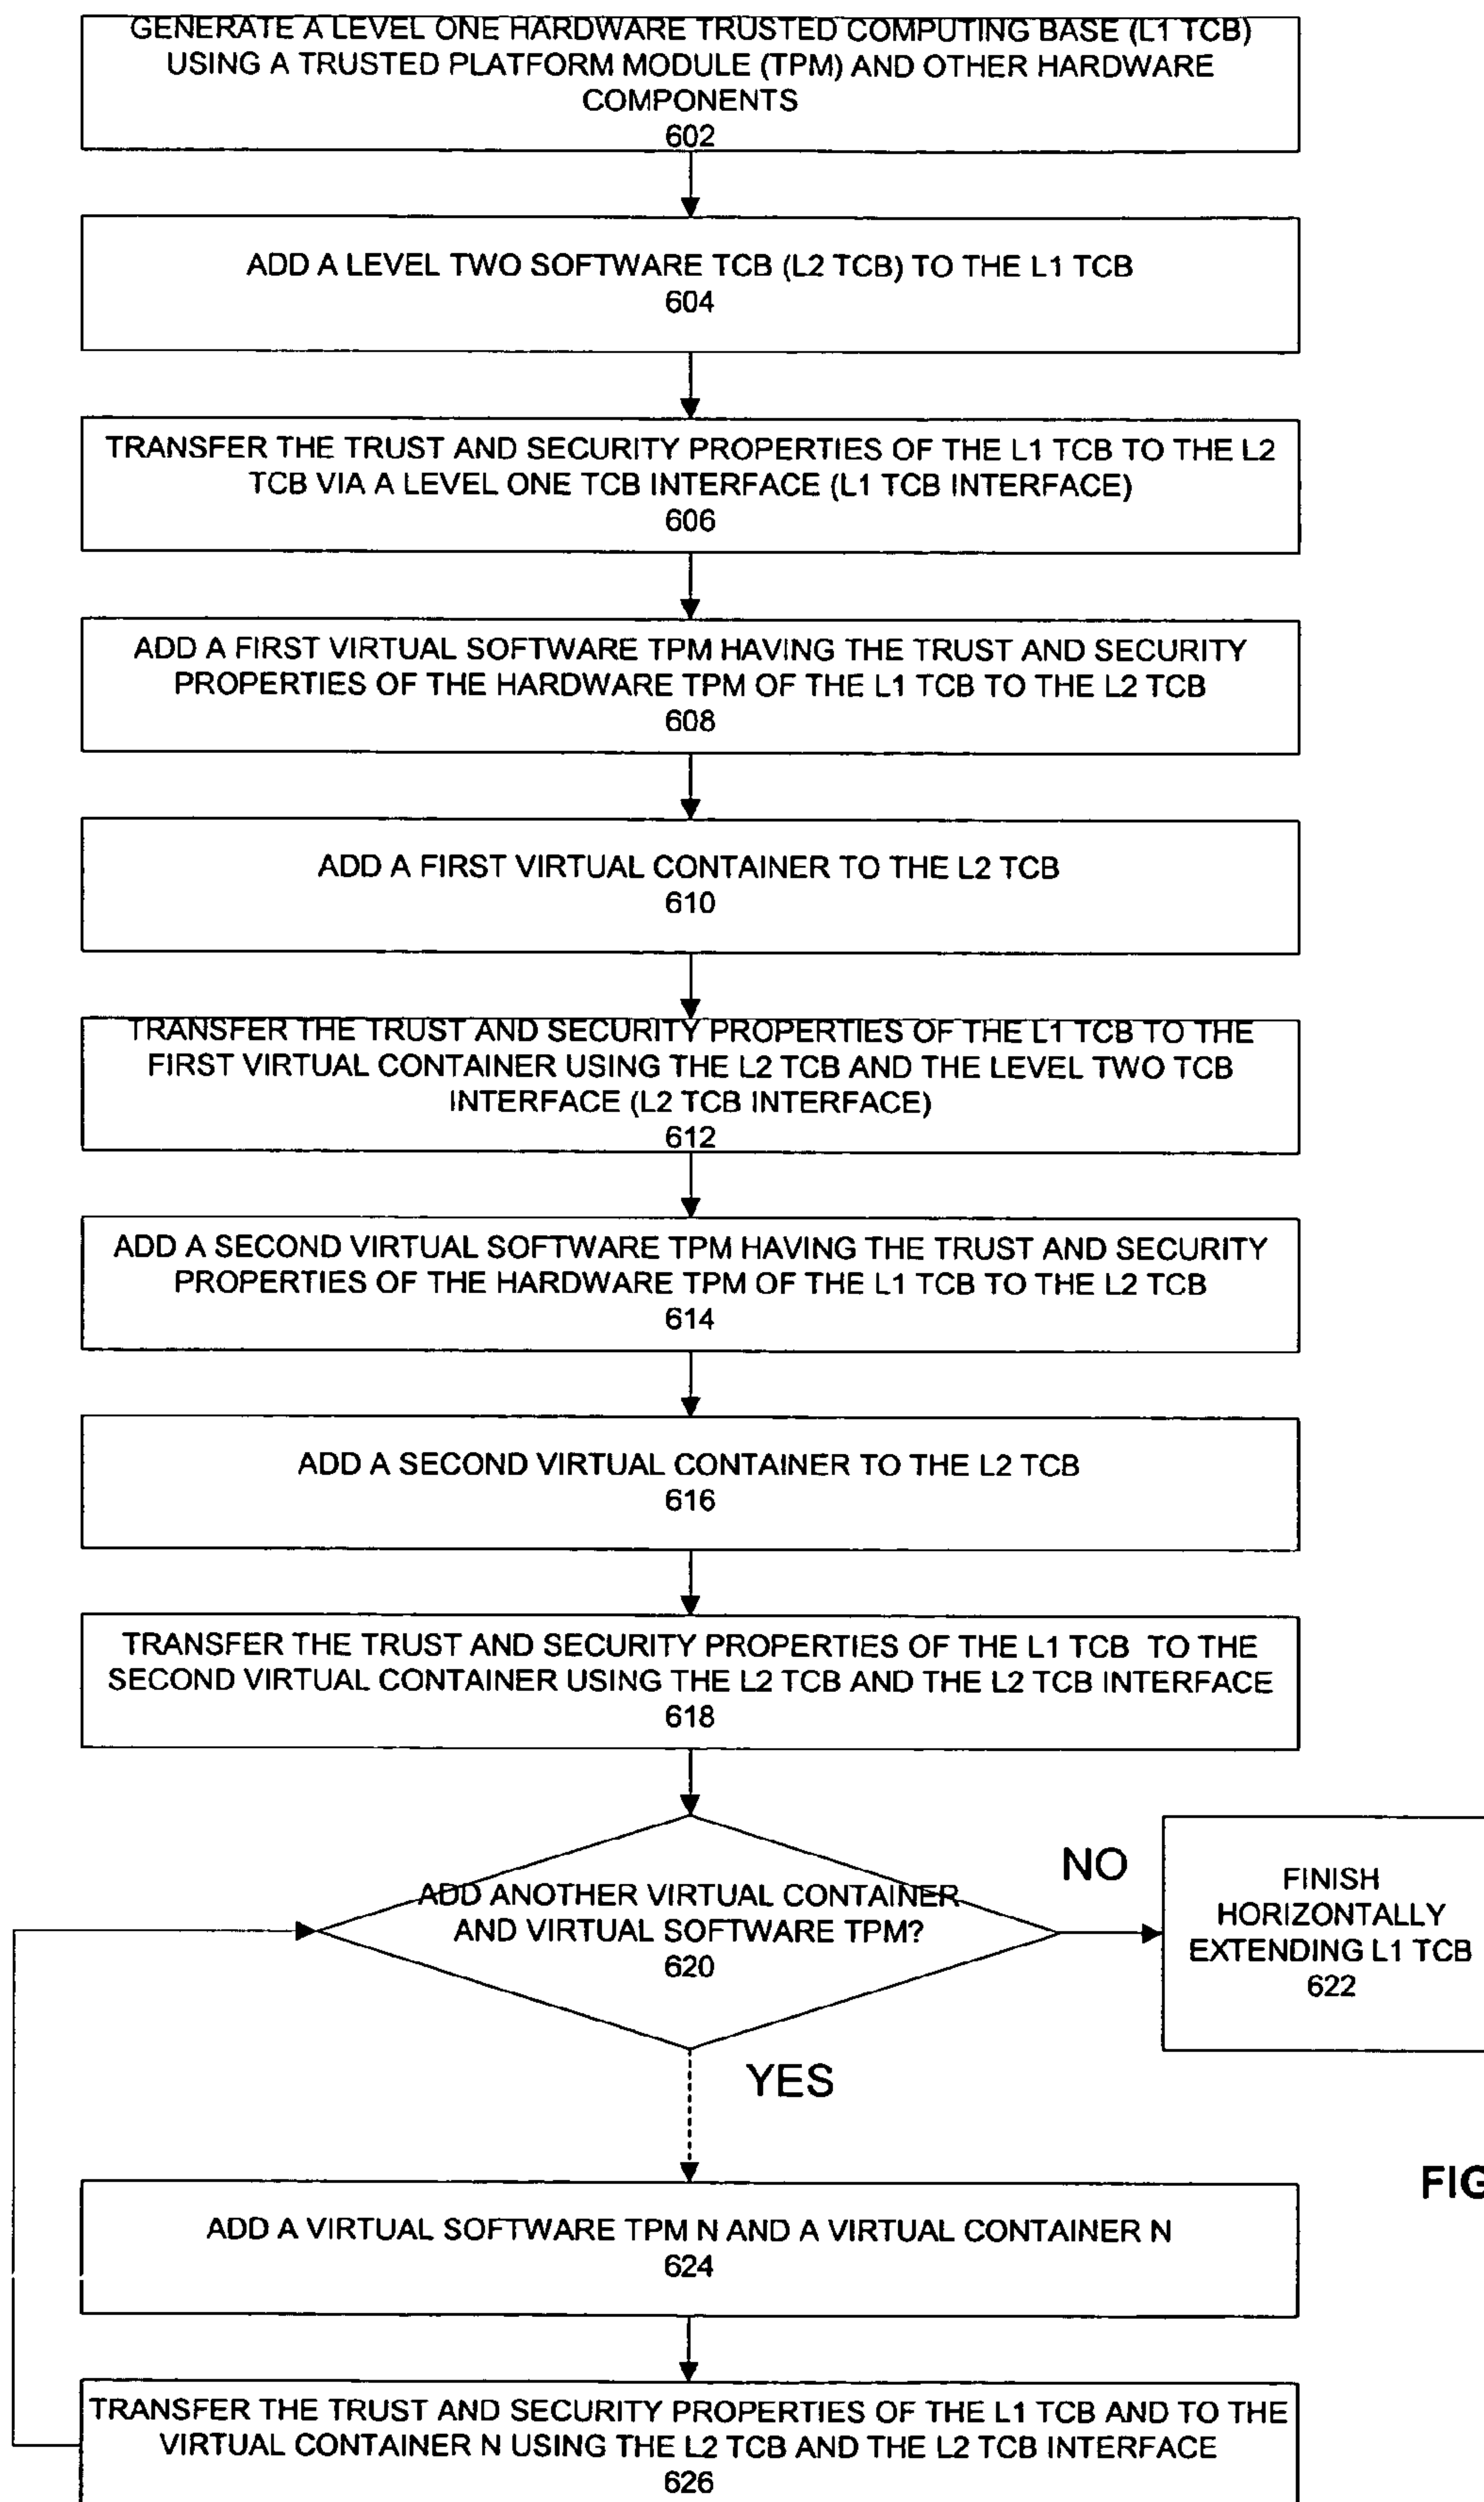 GENERATE A LEVEL ONE HARDWARE TRUSTED COMPUTING BASE (L1 TCB)
USING A TRUSTED PLATFORM MODULE (TPM) AND OTHER HARDWARE
COMPONENTS
602
ADD A LEVEL TWO SOFTWARE TCB (L2 TCB) TO THE L1 TCB
604
TRANSFER THE TRUST AND SECURITY PROPERTIES OF THE L1 TCB TO THE L2
TCB VIA A LEVEL ONE TCB INTERFACE (L1 TCB INTERFACE)
606
ADD A FIRST VIRTUAL SOFTWARE TPM HAVING THE TRUST AND SECURITY
PROPERTIES OF THE HARDWARE TPM OF THE L1 TCB TO THE L2 TCB
608
ADD A FIRST VIRTUAL CONTAINER TO THE L2 TCB
610
TRANSFER THE TRUST AND SECURITY PROPERTIES OF THE L1 TCB TO THE
FIRST VIRTUAL CONTAINER USING THE L2 TCB AND THE LEVEL TWO TCB
INTERFACE (L2 TCB INTERFACE)
612
ADD A SECOND VIRTUAL SOFTWARE TPM HAVING THE TRUST AND SECURITY
PROPERTIES OF THE HARDWARE TPM OF THE L1 TCB TO THE L2 TCB
614
ADD A SECOND VIRTUAL CONTAINER TO THE L2 TCB
616
TRANSFER THE TRUST AND SECURITY PROPERTIES OF THE L1 TCB TO THE
SECOND VIRTUAL CONTAINER USING THE L2 TCB AND THE L2 TCB INTERFACE
618
ADD ANOTHER VIRTUAL CONTAINER
AND VIRTUAL SOFTWARE TPM?
620
NO
FINISH
HORIZONTALLY
EXTENDING L1 TCB
622
YES
FIG
ADD A VIRTUAL SOFTWARE TPM N AND A VIRTUAL CONTAINER N
624
TRANSFER THE TRUST AND SECURITY PROPERTIES OF THE L1 TCB AND TO THE
VIRTUAL CONTAINER N USING THE L2 TCB AND THE L2 TCB INTERFACE
626